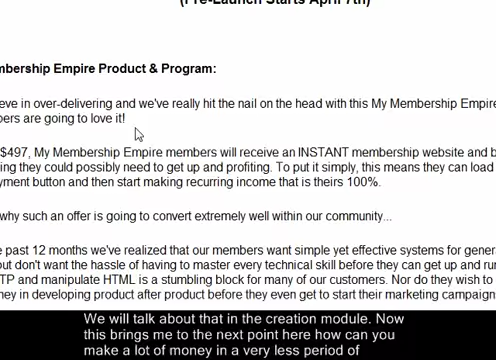 (Pre-Launch Starts April 7th)
mbership Empire Product & Program:
eve in over-delivering and we've really hit the nail on the head with this My Membership Empire
bers are going to love it!
$497, My Membership Empire members will receive an INSTANT membership website and b
ing they could possibly need to get up and profiting. To put it simply, this means they can load
yment button and then start making recurring income that is theirs 100%.
why such an offer is going to convert extremely well within our community...
e past 12 months we've realized that our members want simple yet effective systems for gener
out don't want the hassle of having to master every technical skill before they can get up and run
TP and manipulate HTML is a stumbling block for many of our customers. Nor do they wish to
ney in developing product after product before they even get to start their marketing campaign
We will talk about that in the creation module. Now
this brings me to the next point here how can you
make a lot of money in a very less period of